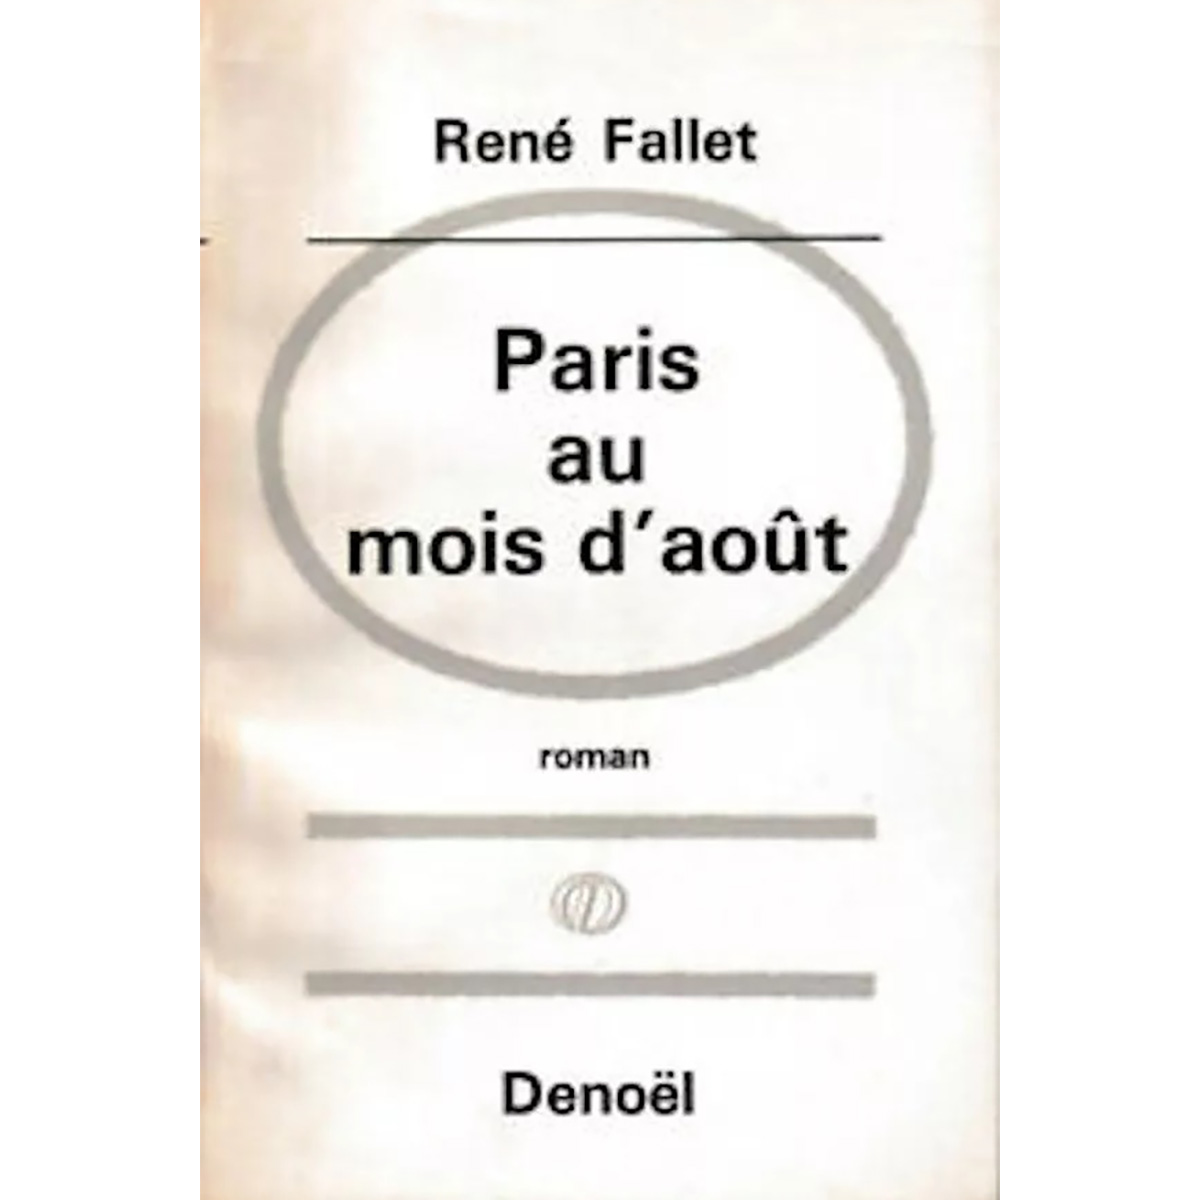 René Fallet
Paris
au
mois d'août
roman
Denoël